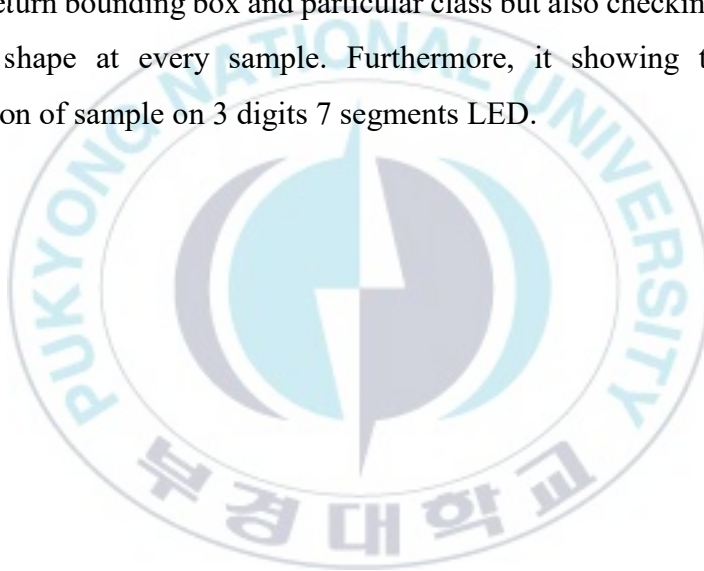 eturn bounding box and particular class but also checkin
shape at every sample. Furthermore, it showing t
on of sample on 3 digits 7 segments LED.
PUKYONG NATIONAL UNIVERSITY
부경대학교